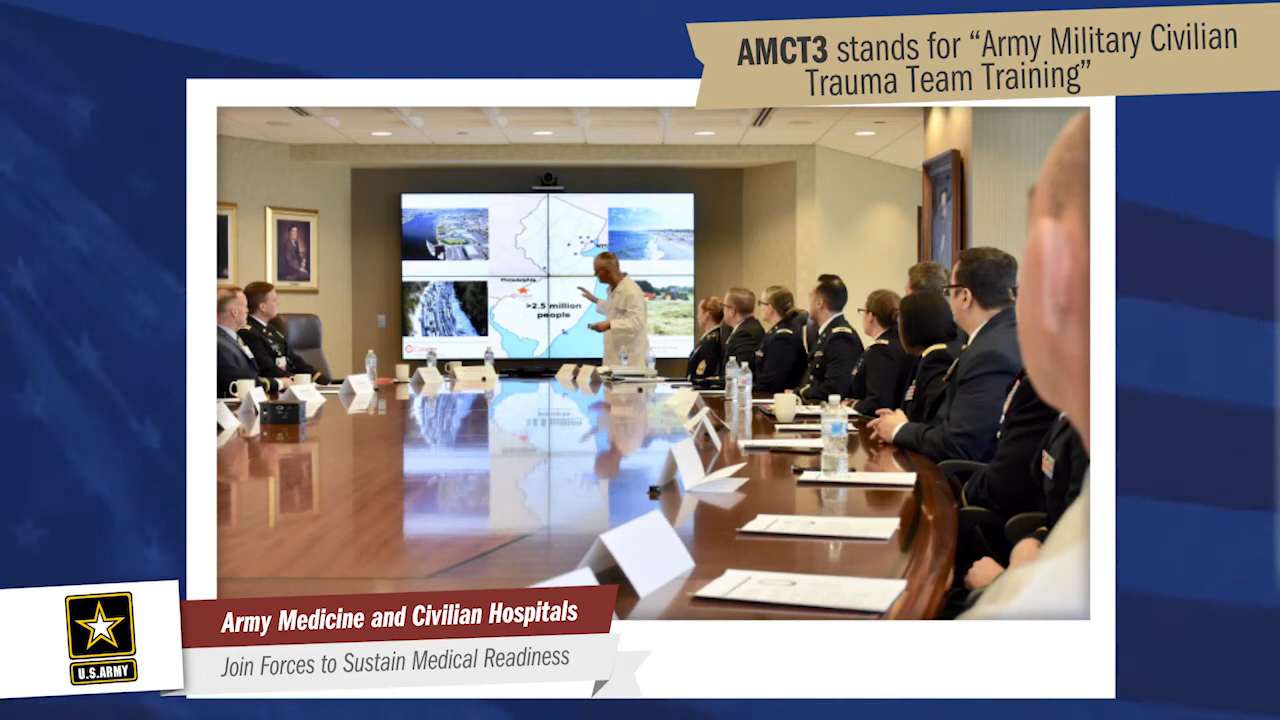 AMCT3 stands for “Army Military Civilian
Trauma Team Training”
Philadelphia
>2.5 million
people
Army Medicine and Civilian Hospitals
Join Forces to Sustain Medical Readiness
U.S.ARMY